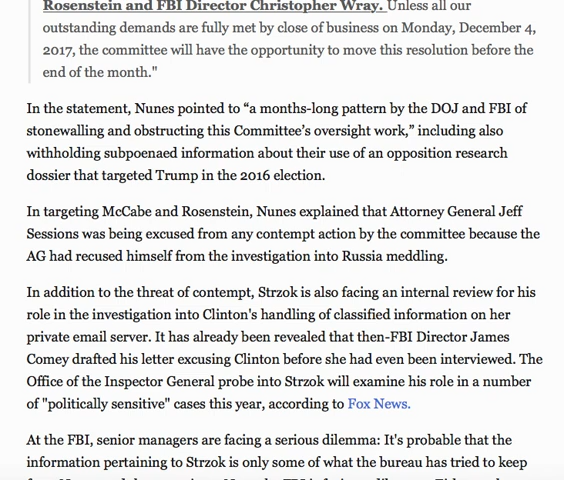 Rosenstein and FBI Director Christopher Wray. Unless all our
outstanding demands are fully met by close of business on Monday, December 4,
2017, the committee will have the opportunity to move this resolution before the
end of the month."
In the statement, Nunes pointed to “a months-long pattern by the DOJ and FBI of
stonewalling and obstructing this Committee’s oversight work,” including also
withholding subpoenaed information about their use of an opposition research
dossier that targeted Trump in the 2016 election.
In targeting McCabe and Rosenstein, Nunes explained that Attorney General Jeff
Sessions was being excused from any contempt action by the committee because the
AG had recused himself from the investigation into Russia meddling.
In addition to the threat of contempt, Strzok is also facing an internal review for his
role in the investigation into Clinton's handling of classified information on her
private email server. It has already been revealed that then-FBI Director James
Comey drafted his letter excusing Clinton before she had even been interviewed. The
Office of the Inspector General probe into Strzok will examine his role in a number
of "politically sensitive" cases this year, according to Fox News.
At the FBI, senior managers are facing a serious dilemma: It's probable that the
information pertaining to Strzok is only some of what the bureau has tried to keep